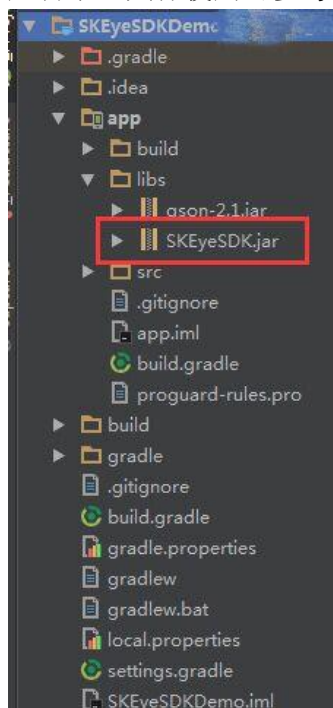 SKEyeSDKDemo
.gradle
.idea
app
build
libs
gson-2.1.jar
SKEyeSDK.jar
src
.gitignore
app.iml
build.gradle
proguard-rules.pro
build
gradle
.gitignore
build.gradle
gradle.properties
gradlew
gradlew.bat
local.properties
settings.gradle
SKEyeSDKDemo.iml